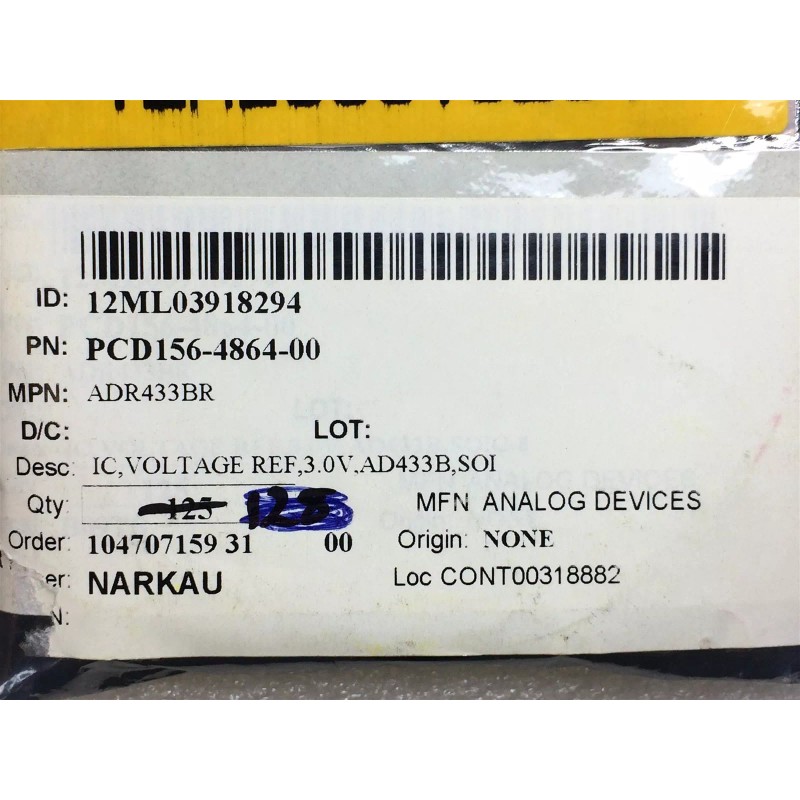 ID: 12ML03918294
PN: PCD156-4864-00
MPN: ADR433BR
D/C: LOT:
Desc: IC,VOLTAGE REF,3.0V,AD433B,SOI
Qty: 125 MFN ANALOG DEVICES
Order: 104707159 31 00 Origin: NONE
er: NARKAU Loc CONT00318882
N: